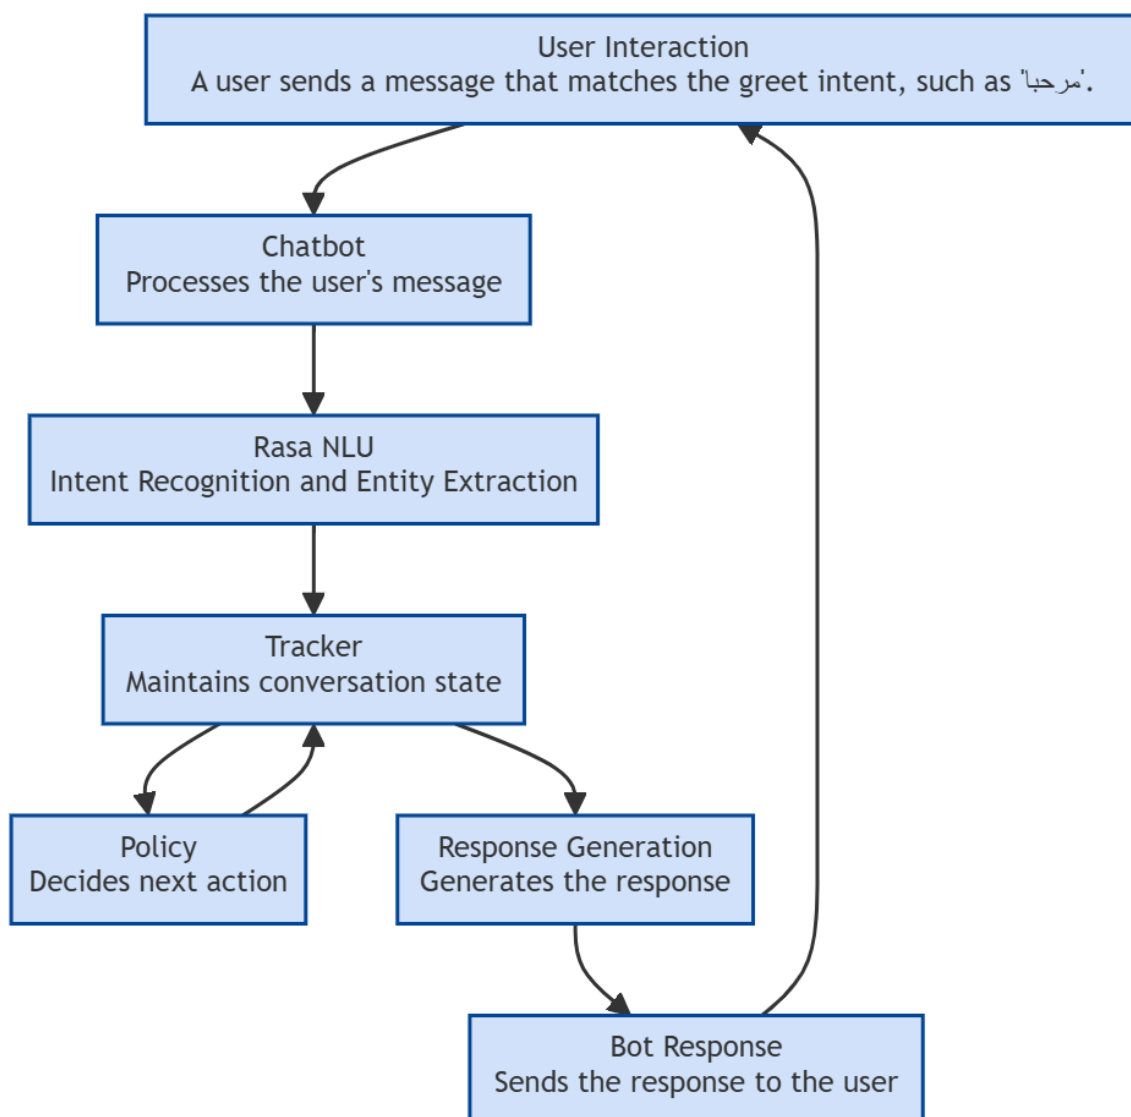 User Interaction
A user sends a message that matches the greet intent, such as 'مرحبا'.
Chatbot
Processes the user's message
Rasa NLU
Intent Recognition and Entity Extraction
Tracker
Maintains conversation state
Policy
Decides next action
Response Generation
Generates the response
Bot Response
Sends the response to the user